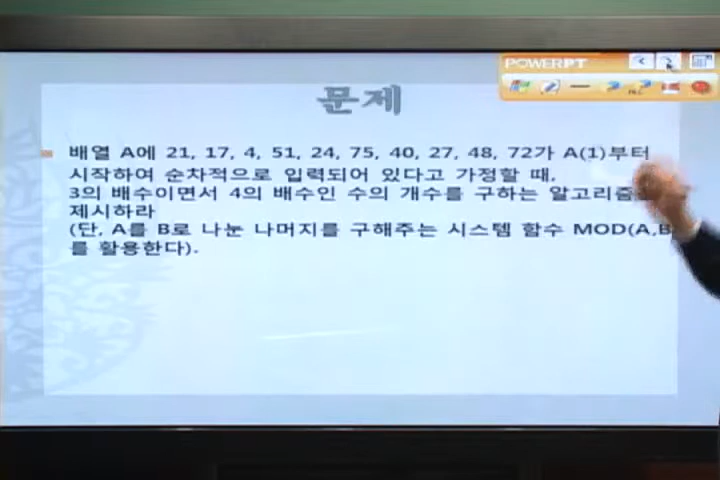 POWERPT
문제
배열 A에 21, 17, 4, 51, 24, 75, 40, 27, 48, 72가 A(1)부터
시작하여 순차적으로 입력되어 있다고 가정할 때,
3의 배수이면서 4의 배수인 수의 개수를 구하는 알고리즘을
제시하라
(단, A를 B로 나눈 나머지를 구해주는 시스템 함수 MOD(A,B)
를 활용한다).